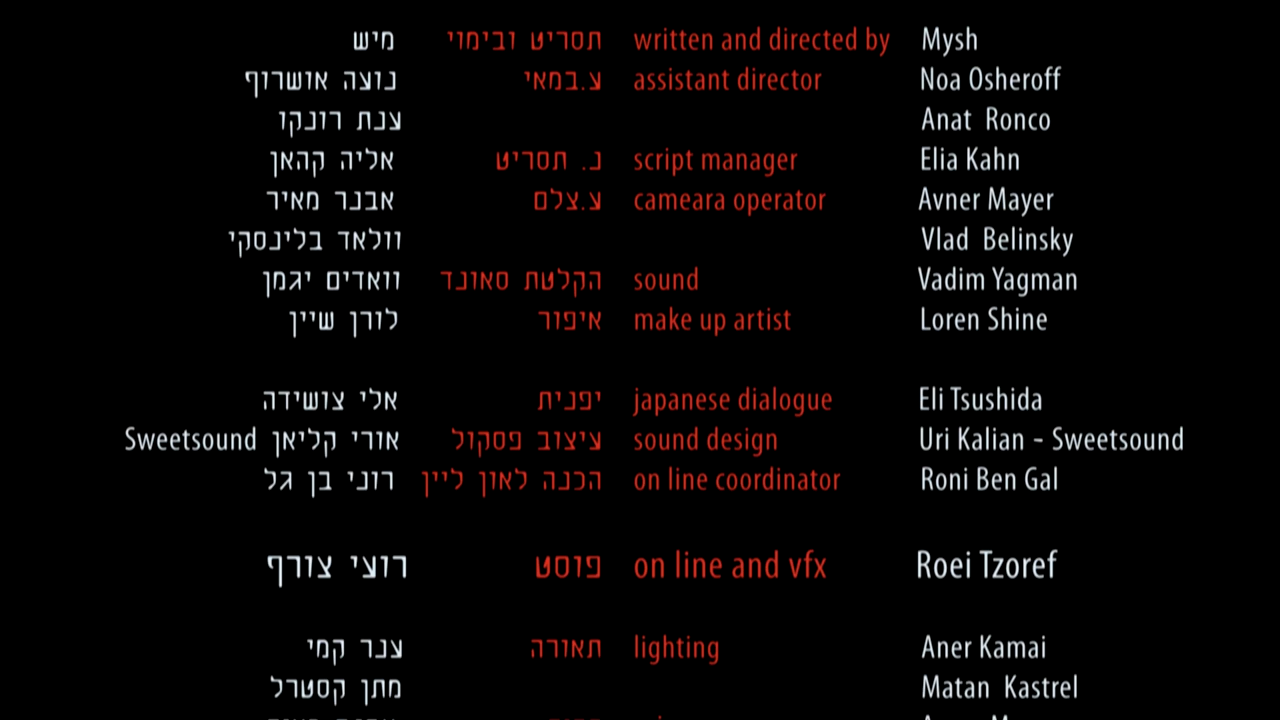 מיש תסריט ובימוי written and directed by Mysh
נועה אושרוף ע.במאי assistant director Noa Osheroff
ענת רונקו Anat Ronco
אליה קהאן נ. תסריט script manager Elia Kahn
אבנר מאיר ע.צלם cameara operator Avner Mayer
וולאד בלינסקי Vlad Belinsky
וואדים יגמן הקלטת סאונד sound Vadim Yagman
לורן שיין איפור make up artist Loren Shine
אלי צושידה יפנית japanese dialogue Eli Tsushida
Sweetsound אורי קליאן עיצוב פסקול sound design Uri Kalian - Sweetsound
רוני בן גל הכנה לאון ליין on line coordinator Roni Ben Gal
רועי צורף פוסט on line and vfx Roei Tzoref
ענר קמי תאורה lighting Aner Kamai
מתן קסטרל Matan Kastrel